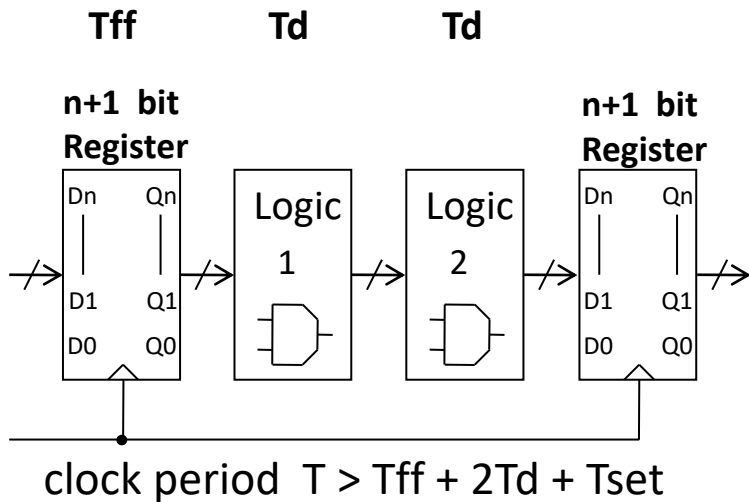 Tff Td Td
n+1 bit
Register
n+1 bit
Register
Dn Qn
D1 Q1
D0 Q0
Logic
1
Logic
2
Dn Qn
D1 Q1
D0 Q0
clock period T > Tff + 2Td + Tset